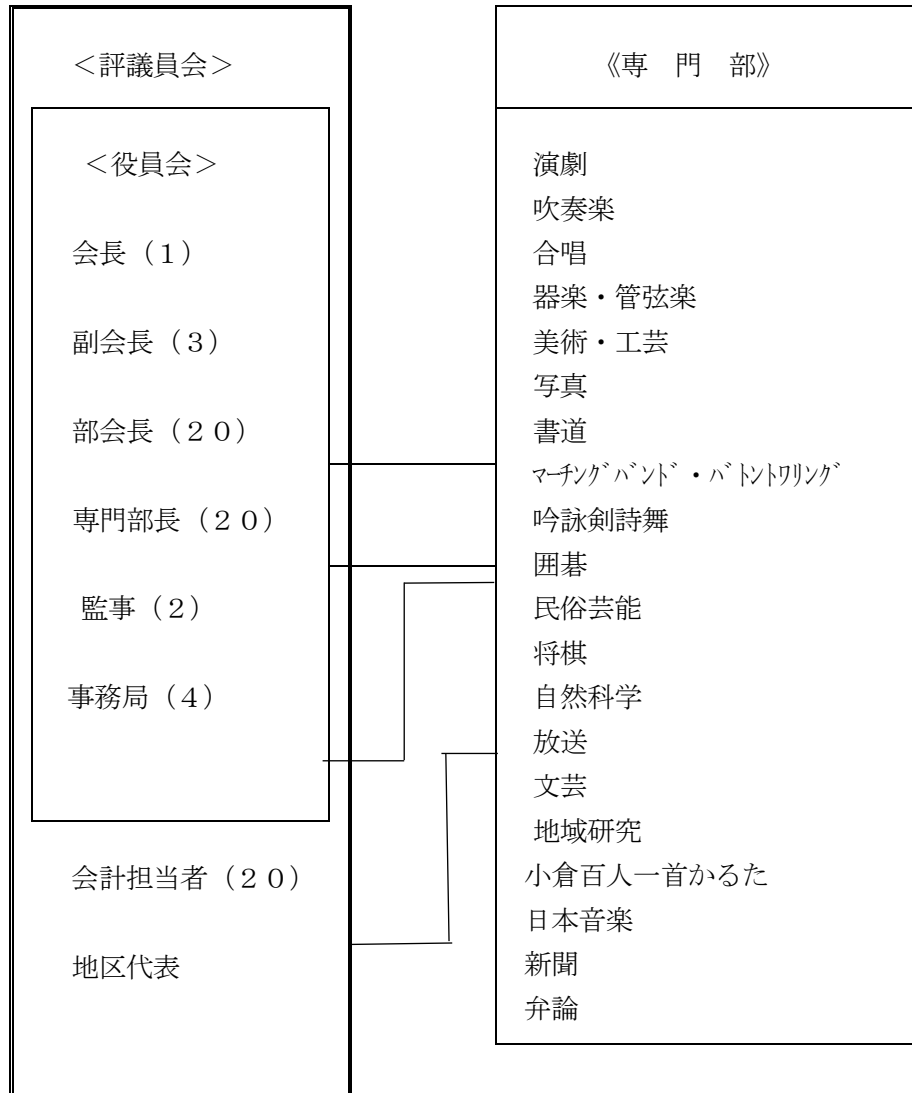 ＜評議員会＞
＜役員会＞
会長（１）
副会長（３）
部会長（２０）
専門部長（２０）
監事（２）
事務局（４）
会計担当者（２０）
地区代表
《専　門　部》
演劇
吹奏楽
合唱
器楽・管弦楽
美術・工芸
写真
書道
ﾏｰﾁﾝｸﾞﾊﾞﾝﾄﾞ・ﾊﾞﾄﾝﾄﾜﾘﾝｸﾞ
吟詠剣詩舞
囲碁
民俗芸能
将棋
自然科学
放送
文芸
地域研究
小倉百人一首かるた
日本音楽
新聞
弁論